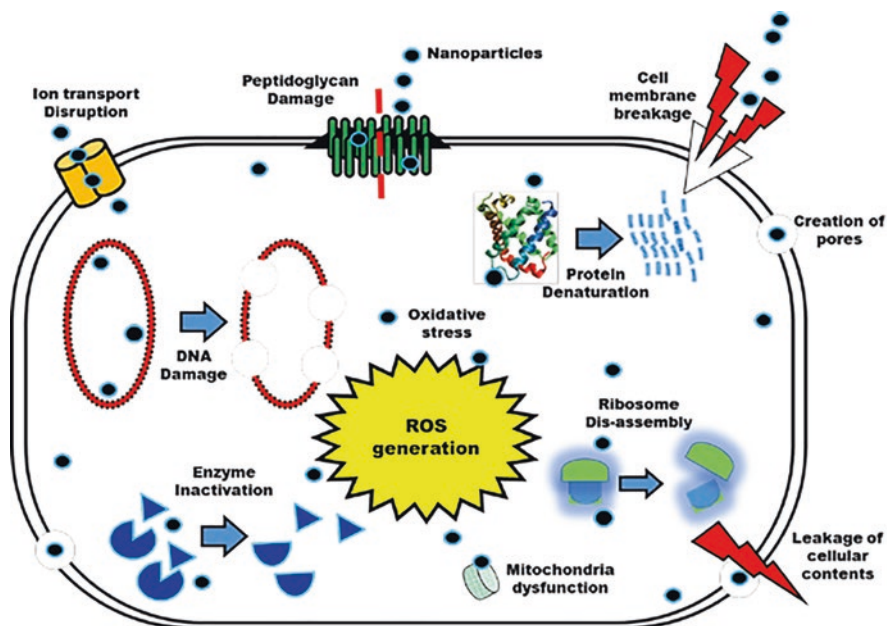 Nanoparticles
Peptidoglycan
Damage
Ion transport
Disruption
Cell
membrane
breakage
Creation of
pores
Protein
Denaturation
Oxidative
stress
DNA
Damage
ROS
generation
Ribosome
Dis-assembly
Enzyme
Inactivation
Mitochondria
dysfunction
Leakage of
cellular
contents